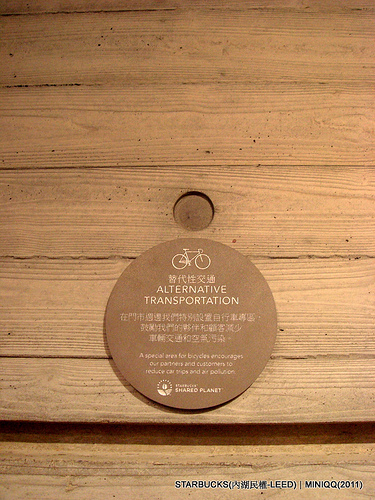 替代性交通
ALTERNATIVE
TRANSPORTATION
在門市週邊我們特別設置自行車專區，
鼓勵我們的夥伴和顧客減少
車輛交通和空氣污染。
A special area for bicycles encourages
our partners and customers to
reduce car trips and air pollution.
STARBUCKS
SHARED PLANET
STARBUCKS(內湖民權-LEED) | MINIQQ(2011)